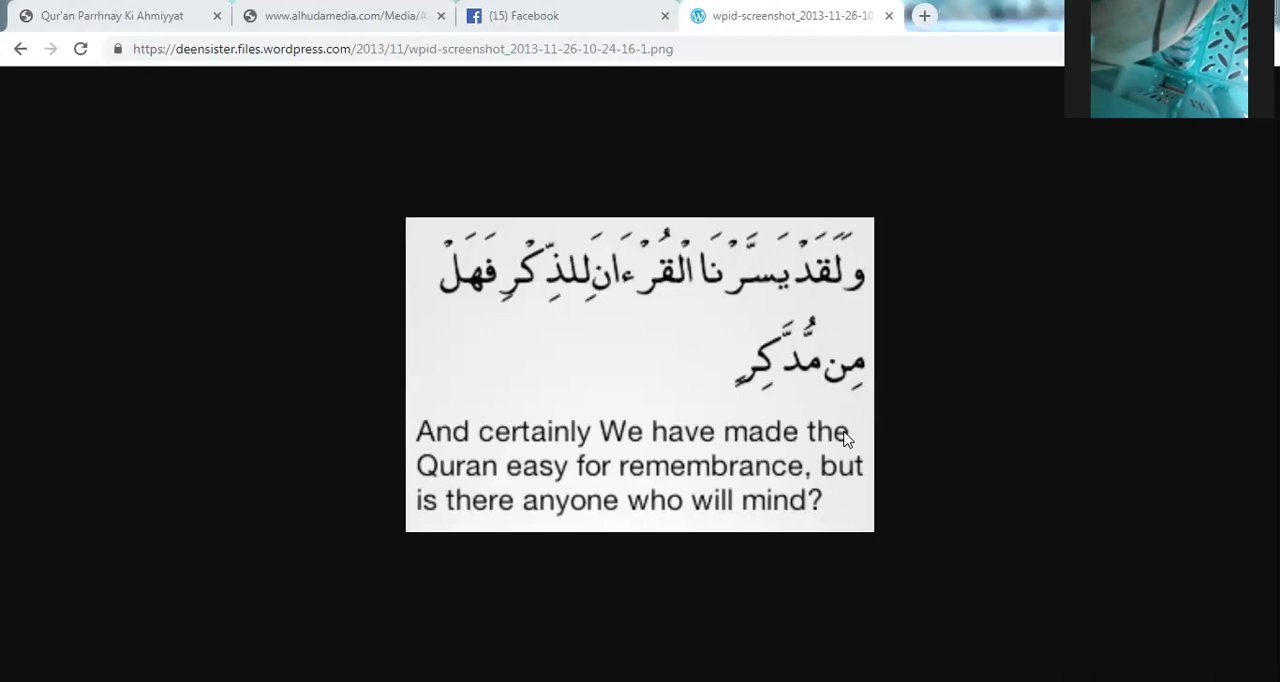 Qur'an Parrhnay Ki Ahmiyyat
www.alhudamedia.com/Media/A
(15) Facebook
wpid-screenshot_2013-11-26-10
https://deensister.files.wordpress.com/2013/11/wpid-screenshot_2013-11-26-10-24-16-1.png
وَلَقَدْ يَسَّرْنَا الْقُرْءَانَ لِلذِّكْرِ فَهَلْ
مِن مُّدَّكِرٍ
And certainly We have made the
Quran easy for remembrance, but
is there anyone who will mind?